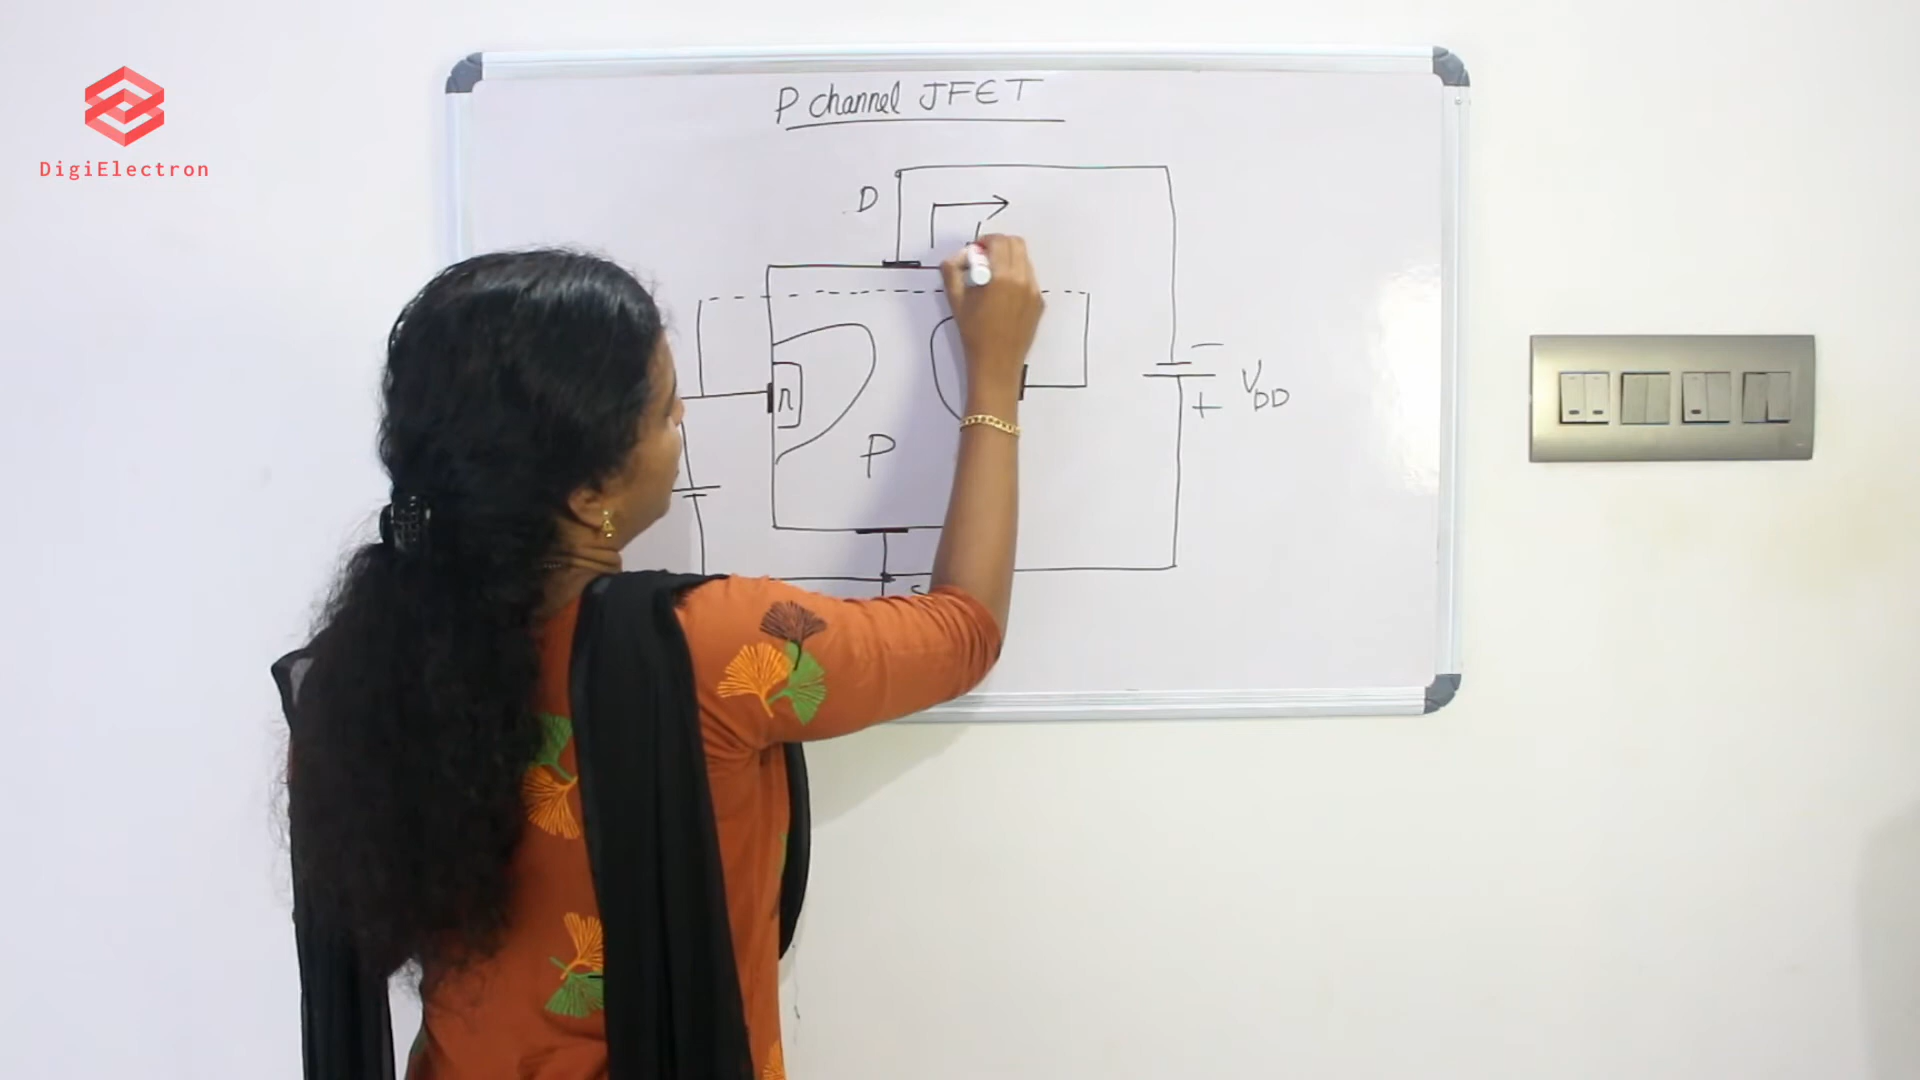 DigiElectron
P channel JFET
D
n
P
−
+
VDD
S